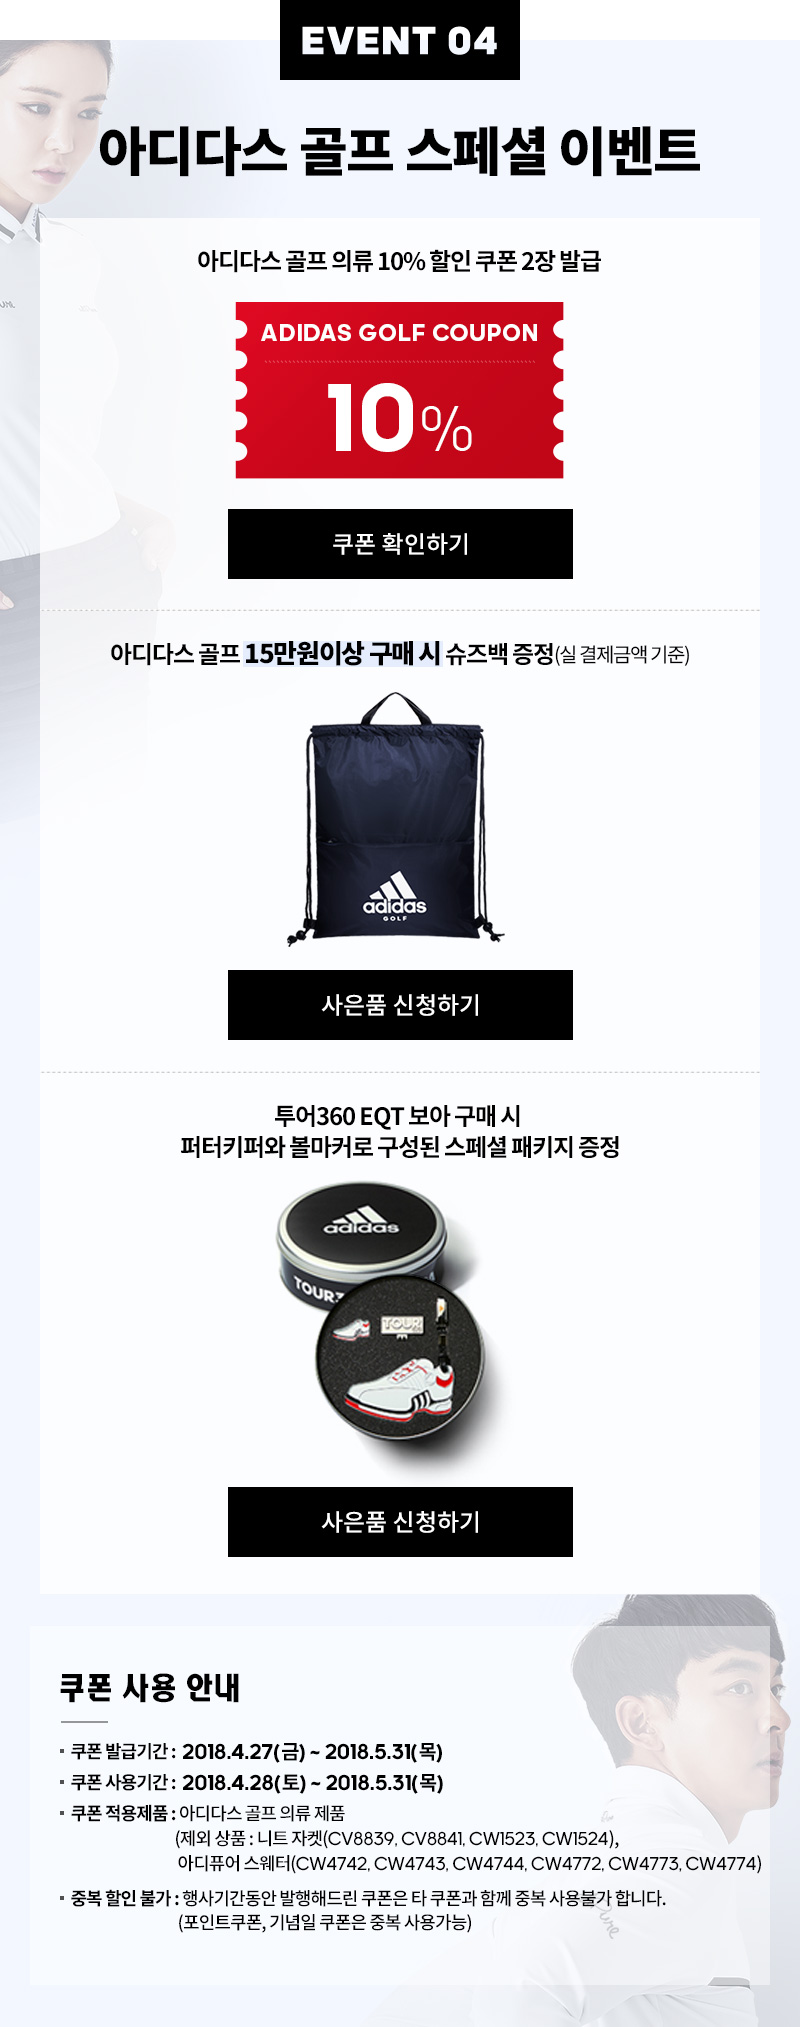 EVENT 04
아디다스 골프 스페셜 이벤트
아디다스 골프 의류 10% 할인 쿠폰 2장 발급
ADIDAS GOLF COUPON
10%
쿠폰 확인하기
아디다스 골프 15만원이상 구매 시 슈즈백 증정(실 결제금액 기준)
adidas
GOLF
사은품 신청하기
투어360 EQT 보아 구매 시
퍼터키퍼와 볼마커로 구성된 스페셜 패키지 증정
adidas
TOUR
사은품 신청하기
쿠폰 사용 안내
· 쿠폰 발급기간 : 2018.4.27(금) ~ 2018.5.31(목)
· 쿠폰 사용기간 : 2018.4.28(토) ~ 2018.5.31(목)
· 쿠폰 적용제품 : 아디다스 골프 의류 제품
(제외 상품 : 니트 자켓(CV8839, CV8841, CW1523, CW1524),
아디퓨어 스웨터(CW4742, CW4743, CW4744, CW4772, CW4773, CW4774)
· 중복 할인 불가 : 행사기간동안 발행해드린 쿠폰은 타 쿠폰과 함께 중복 사용불가 합니다.
(포인트쿠폰, 기념일 쿠폰은 중복 사용가능)